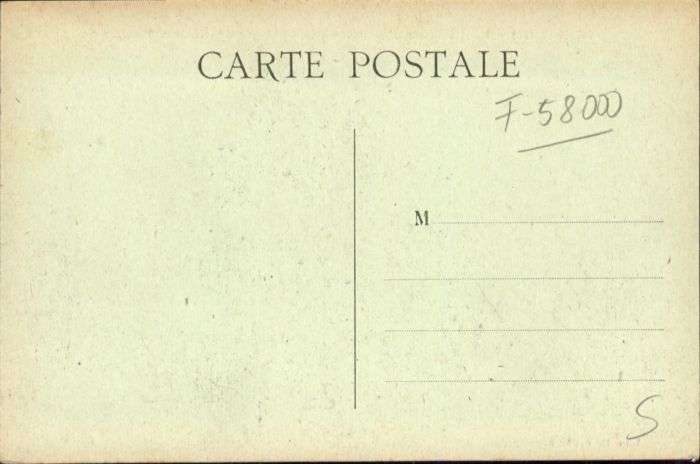 CARTE POSTALE
F-58000
M
S